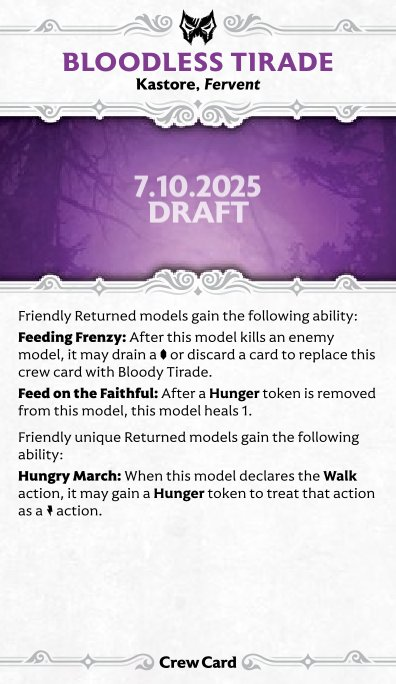 BLOODLESS TIRADE
Kastore, Fervent
7.10.2025
DRAFT
Friendly Returned models gain the following ability:
Feeding Frenzy: After this model kills an enemy
model, it may drain a or discard a card to replace this
crew card with Bloody Tirade.
Feed on the Faithful: After a Hunger token is removed
from this model, this model heals 1.
Friendly unique Returned models gain the following
ability:
Hungry March: When this model declares the Walk
action, it may gain a Hunger token to treat that action
as a action.
Crew Card